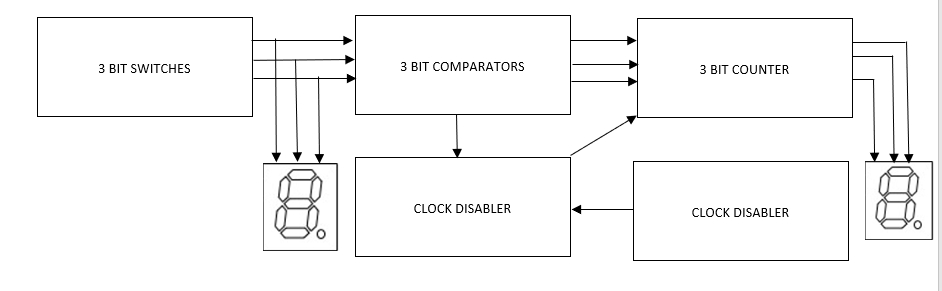 3 BIT SWITCHES
3 BIT COMPARATORS
3 BIT COUNTER
CLOCK DISABLER
CLOCK DISABLER